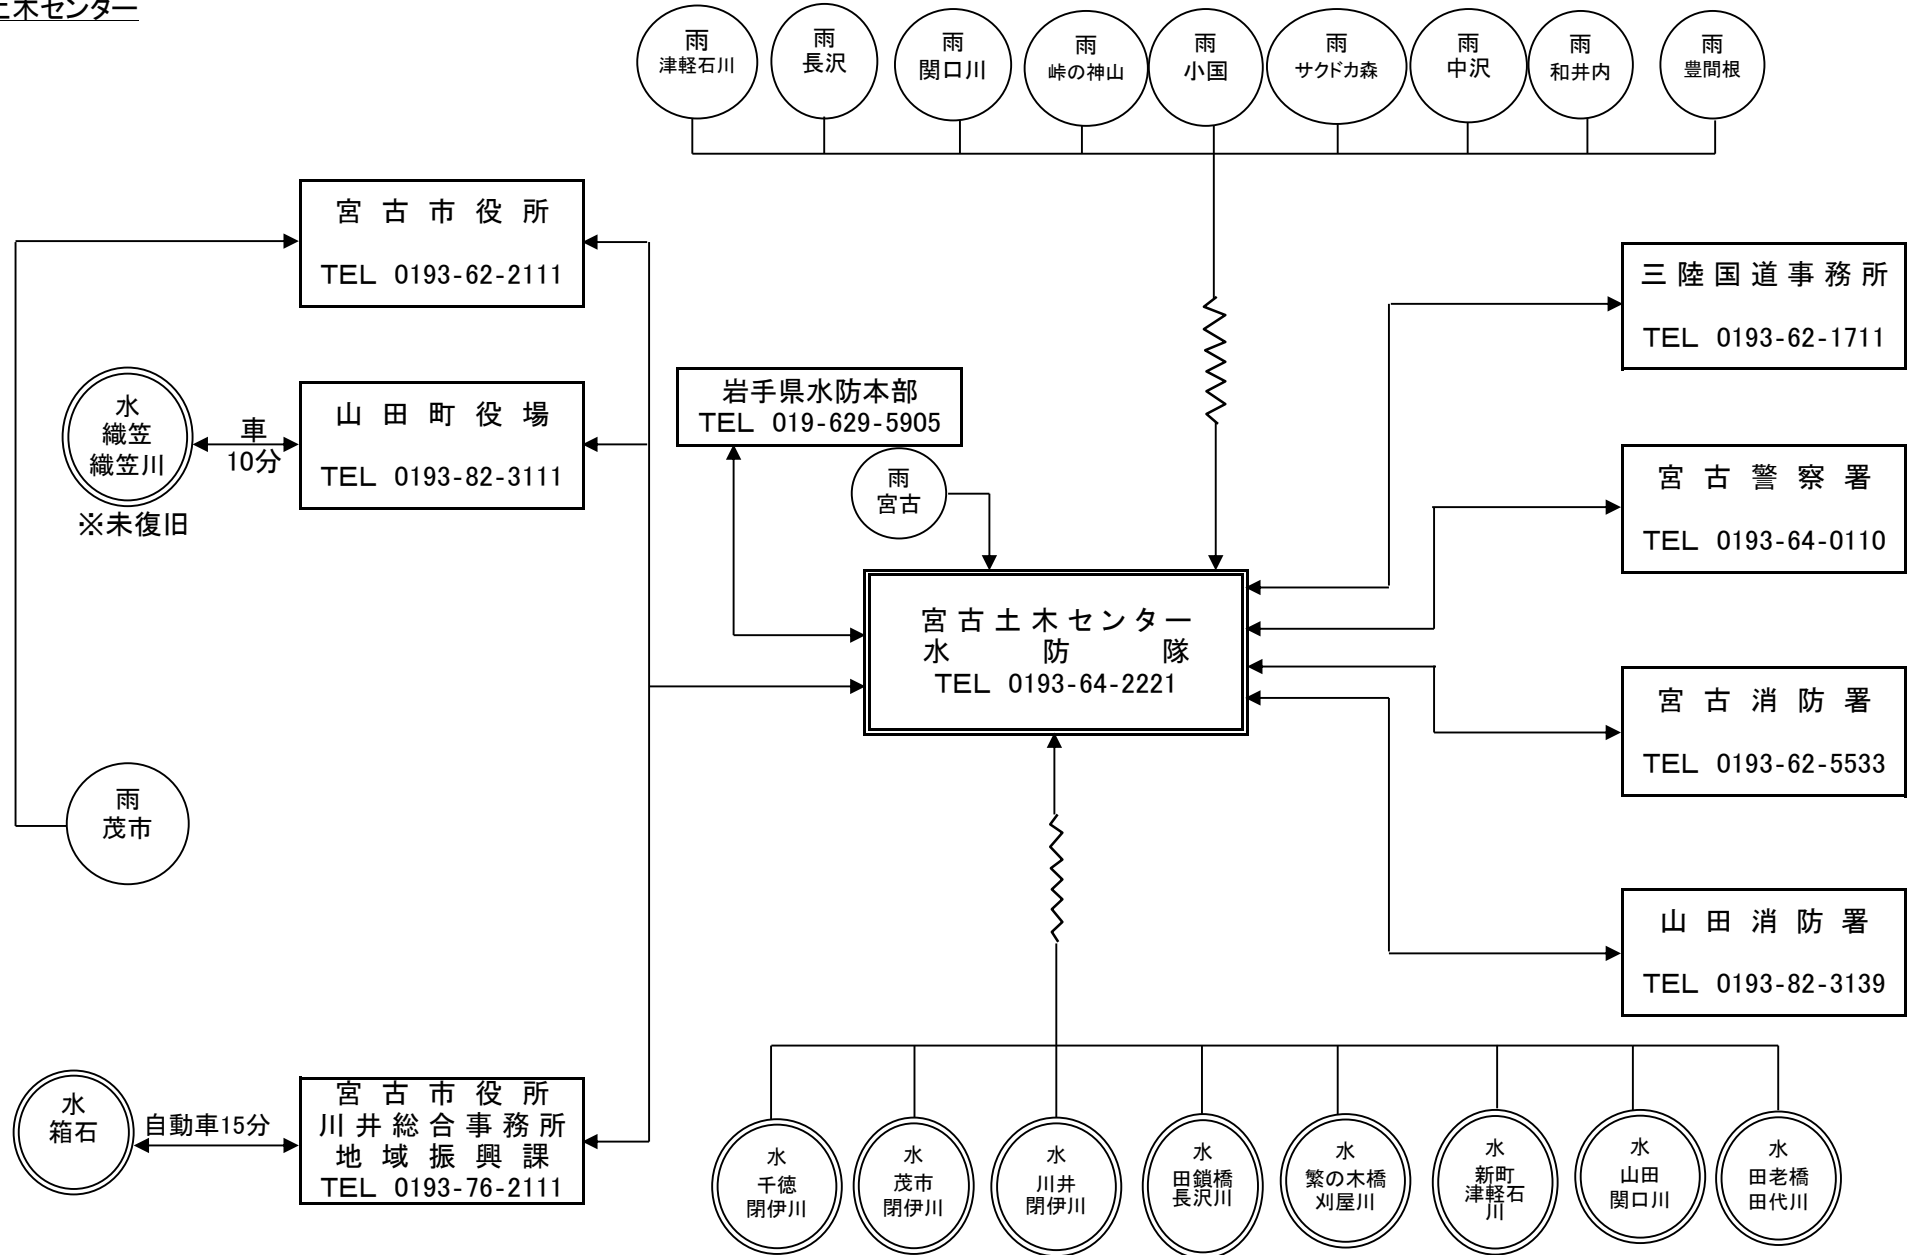 土木センター
雨
津軽石川
雨
長沢
雨
関口川
雨
峠の神山
雨
小国
雨
サクドカ森
雨
中沢
雨
和井内
雨
豊間根
宮古市役所
TEL 0193-62-2111
三陸国道事務所
TEL 0193-62-1711
水
織笠
織笠川
※未復旧
車
10分
山田町役場
TEL 0193-82-3111
岩手県水防本部
TEL 019-629-5905
雨
宮古
宮古警察署
TEL 0193-64-0110
宮古土木センター
水防隊
TEL 0193-64-2221
宮古消防署
TEL 0193-62-5533
雨
茂市
山田消防署
TEL 0193-82-3139
水
箱石
自動車15分
宮古市役所
川井総合事務所
地域振興課
TEL 0193-76-2111
水
千徳
閉伊川
水
茂市
閉伊川
水
川井
閉伊川
水
田鎖橋
長沢川
水
繁の木橋
刈屋川
水
新町
津軽石
川
水
山田
関口川
水
田老橋
田代川